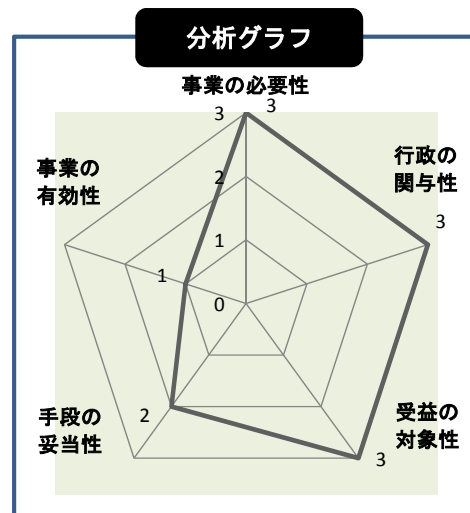 分析グラフ
事業の必要性
3
3
行政の
関与性
3
事業の
有効性
2
1
1
0
手段の
妥当性
2
受益の
対象性
3